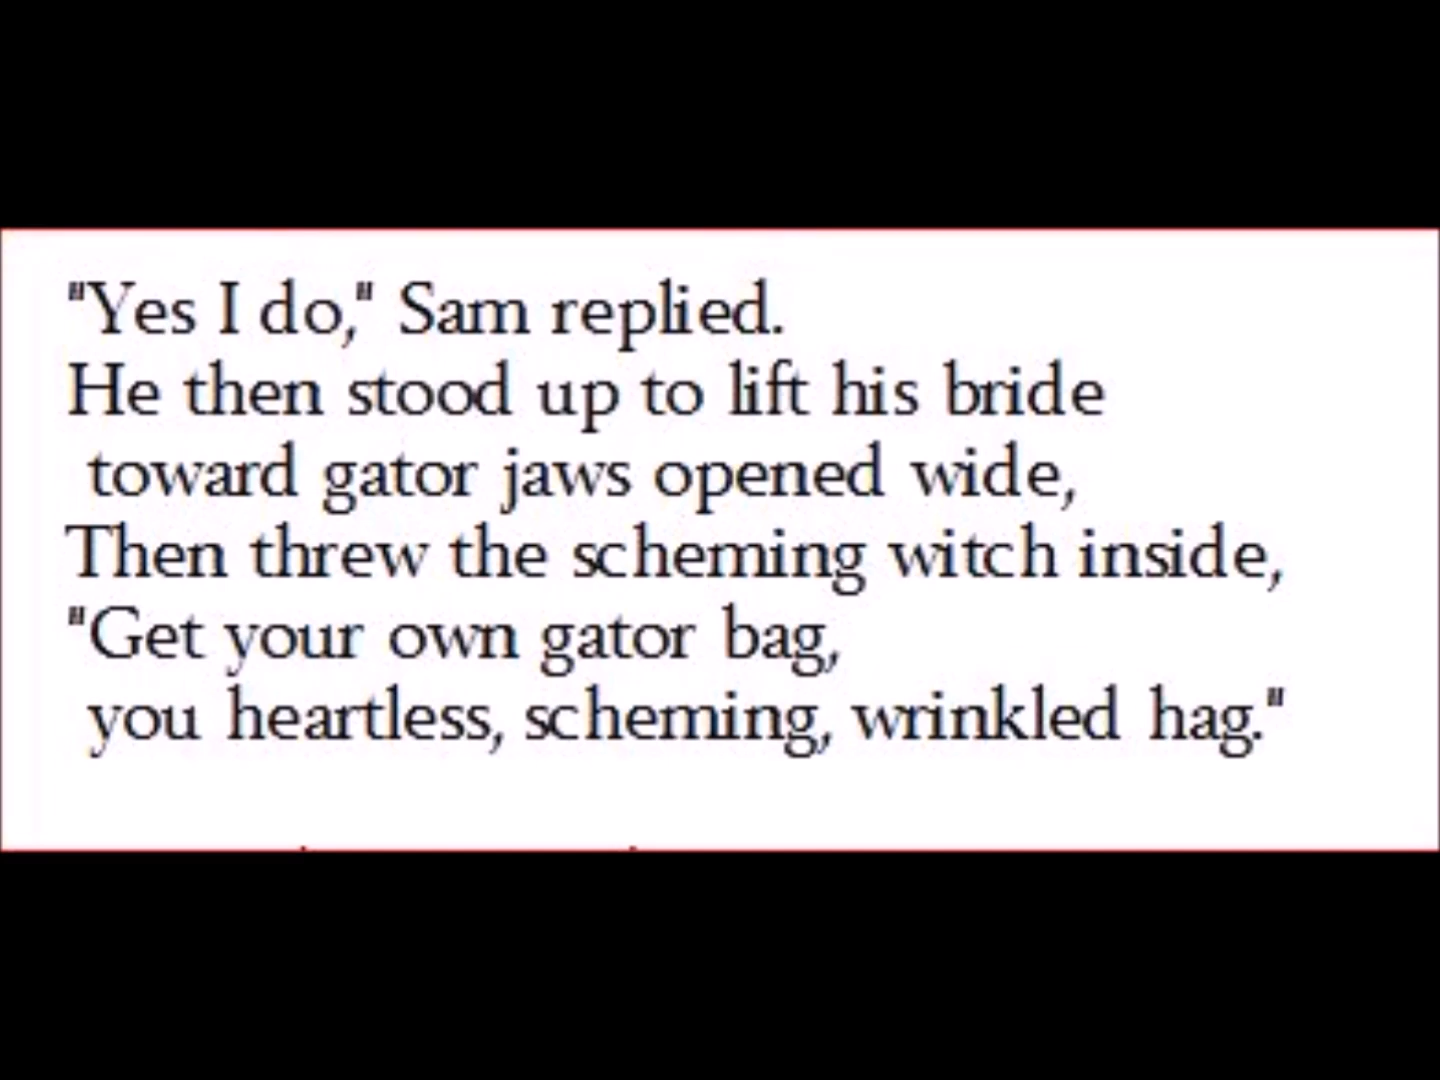 "Yes I do," Sam replied.
He then stood up to lift his bride
toward gator jaws opened wide,
Then threw the scheming witch inside,
"Get your own gator bag,
you heartless, scheming, wrinkled hag."